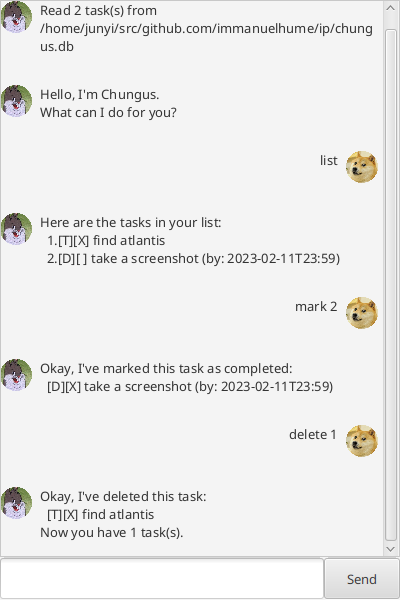 Read 2 task(s) from
/home/junyi/src/github.com/immanuelhume/ip/chung
us.db
Hello, I'm Chungus.
What can I do for you?
list
Here are the tasks in your list:
1.[T][X] find atlantis
2.[D][ ] take a screenshot (by: 2023-02-11T23:59)
mark 2
Okay, I've marked this task as completed:
[D][X] take a screenshot (by: 2023-02-11T23:59)
delete 1
Okay, I've deleted this task:
[T][X] find atlantis
Now you have 1 task(s).
Send